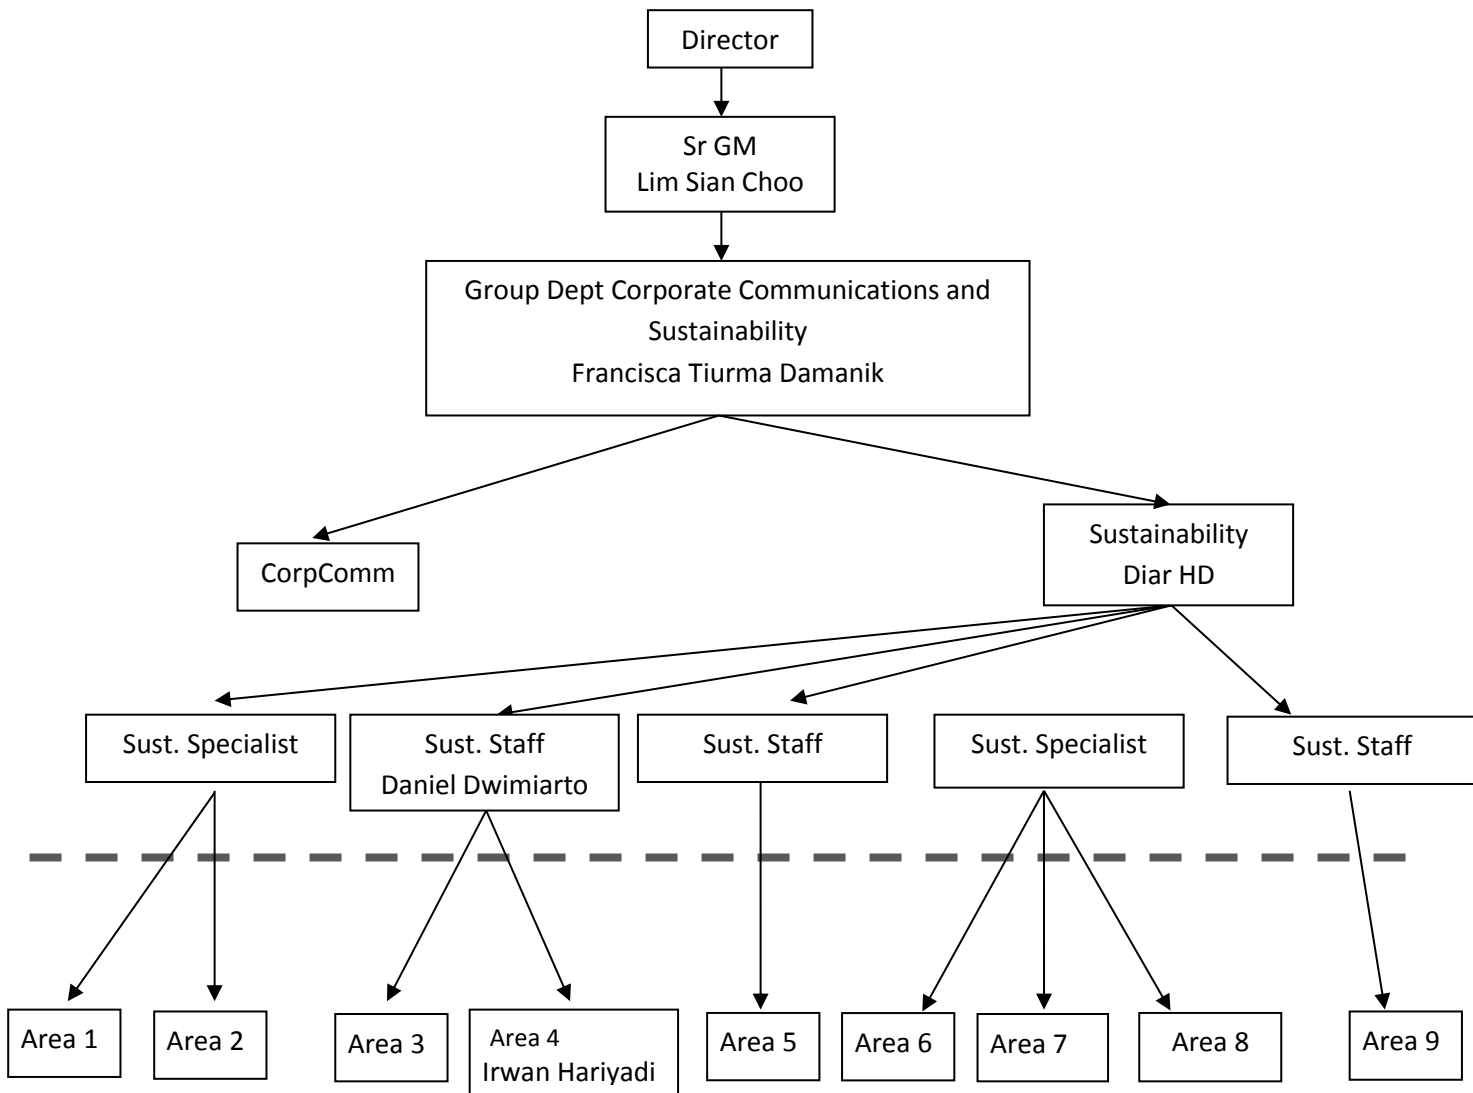 Director
Sr GM
Lim Sian Choo
Group Dept Corporate Communications and
Sustainability
Francisca Tiurma Damanik
CorpComm
Sustainability
Diar HD
Sust. Specialist
Sust. Staff
Daniel Dwimiarto
Sust. Staff
Sust. Specialist
Sust. Staff
Area 1
Area 2
Area 3
Area 4
Irwan Hariyadi
Area 5
Area 6
Area 7
Area 8
Area 9